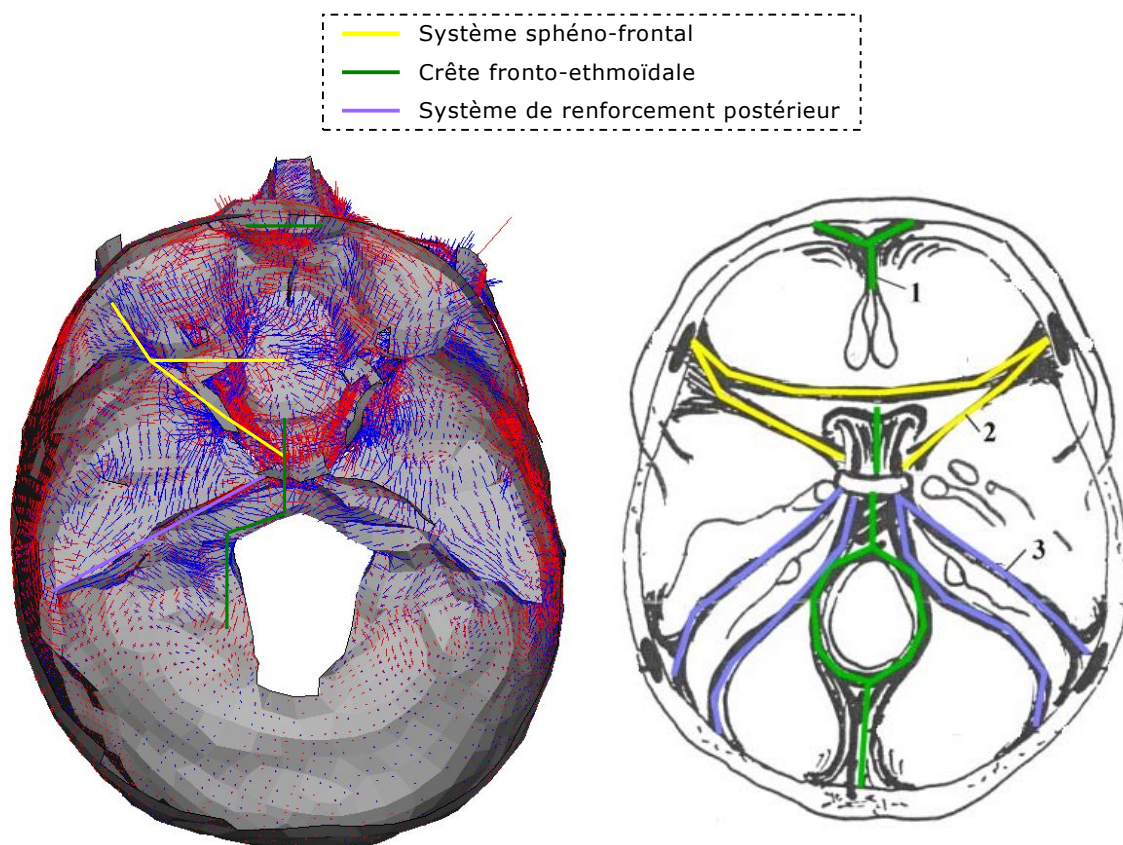 Système sphéno-frontal
Crête fronto-ethmoïdale
Système de renforcement postérieur
1
2
3